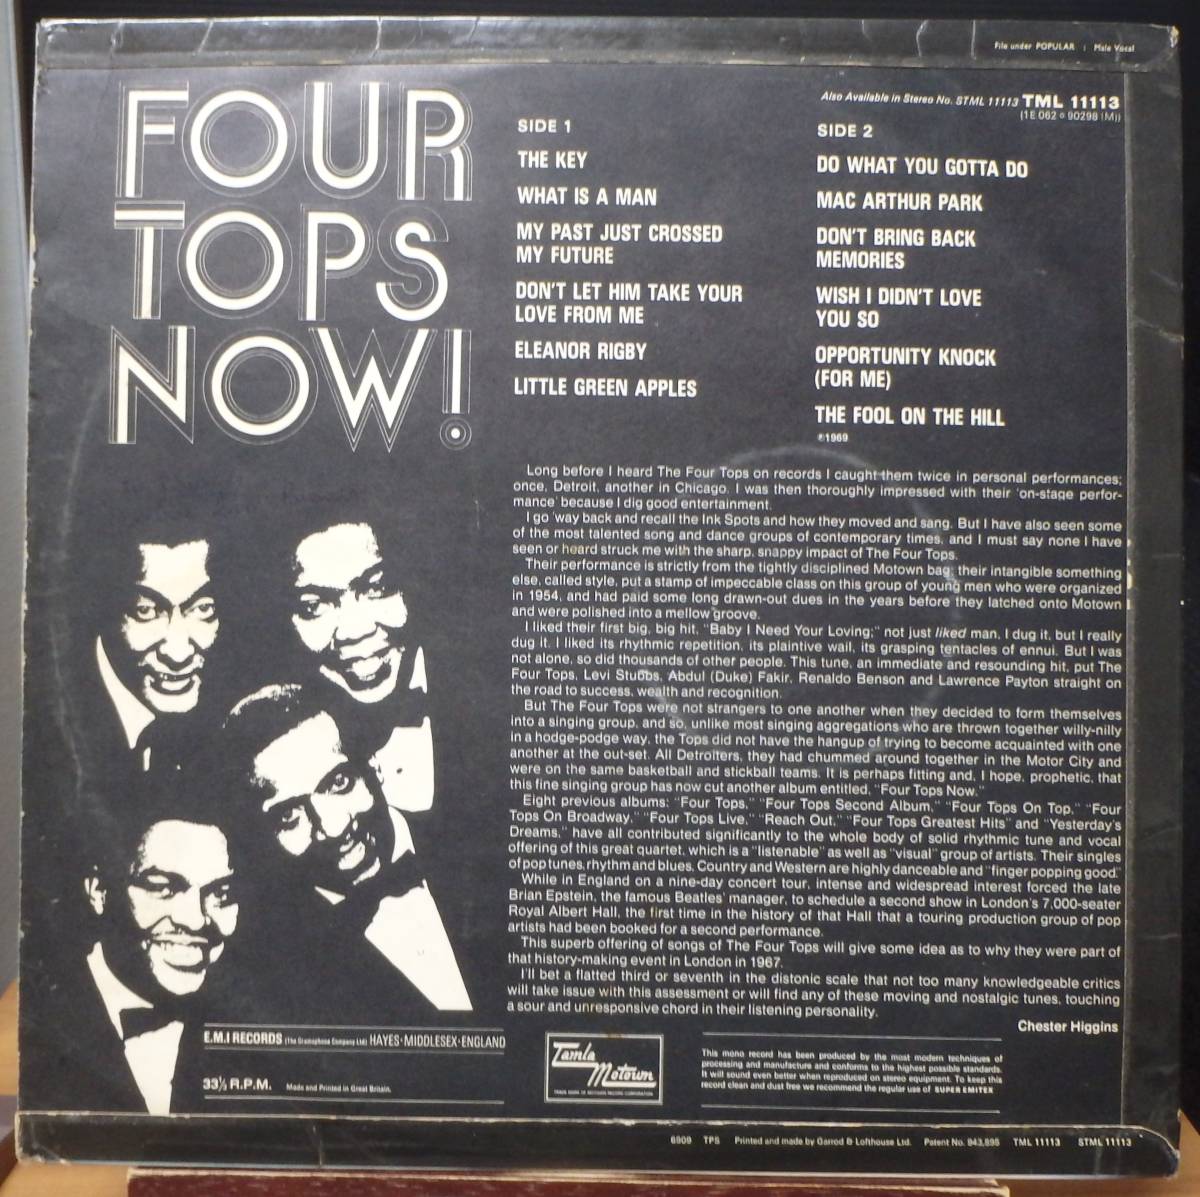 File under POPULAR : Male Vocal
FOUR
TOPS
NOW!
Also Available in Stereo No. STML 11113 TML 11113
(1E 062 o 90298 (M))
SIDE 1
THE KEY
WHAT IS A MAN
MY PAST JUST CROSSED
MY FUTURE
DON'T LET HIM TAKE YOUR
LOVE FROM ME
ELEANOR RIGBY
LITTLE GREEN APPLES
SIDE 2
DO WHAT YOU GOTTA DO
MAC ARTHUR PARK
DON'T BRING BACK
MEMORIES
WISH I DIDN'T LOVE
YOU SO
OPPORTUNITY KNOCK
(FOR ME)
THE FOOL ON THE HILL
℗1969
Long before I heard The Four Tops on records I caught them twice in personal performances;
once, Detroit, another in Chicago. I was then thoroughly impressed with their 'on-stage perfor-
mance' because I dig good entertainment.
I go 'way back and recall the Ink Spots and how they moved and sang. But I have also seen some
of the most talented song and dance groups of contemporary times, and I must say none I have
seen or heard struck me with the sharp, snappy impact of The Four Tops.
Their performance is strictly from the tightly disciplined Motown bag; their intangible something
else, called style, put a stamp of impeccable class on this group of young men who were organized
in 1954, and had paid some long drawn-out dues in the years before they latched onto Motown
and were polished into a mellow groove.
I liked their first big, big hit, "Baby I Need Your Loving;" not just liked man, I dug it, but I really
dug it. I liked its rhythmic repetition, its plaintive wail, its grasping tentacles of ennui. But I was
not alone, so did thousands of other people. This tune, an immediate and resounding hit, put The
Four Tops, Levi Stubbs, Abdul (Duke) Fakir, Renaldo Benson and Lawrence Payton straight on
the road to success, wealth and recognition.
But The Four Tops were not strangers to one another when they decided to form themselves
into a singing group, and so, unlike most singing aggregations who are thrown together willy-nilly
in a hodge-podge way, the Tops did not have the hangup of trying to become acquainted with one
another at the out-set. All Detroiters, they had chummed around together in the Motor City and
were on the same basketball and stickball teams. It is perhaps fitting and, I hope, prophetic, that
this fine singing group has now cut another album entitled, "Four Tops Now."
Eight previous albums: "Four Tops," "Four Tops Second Album," "Four Tops On Top," "Four
Tops On Broadway," "Four Tops Live," "Reach Out," "Four Tops Greatest Hits" and "Yesterday's
Dreams," have all contributed significantly to the whole body of solid rhythmic tune and vocal
offering of this great quartet, which is a "listenable" as well as "visual" group of artists. Their singles
of pop tunes, rhythm and blues, Country and Western are highly danceable and "finger popping good."
While in England on a nine-day concert tour, intense and widespread interest forced the late
Brian Epstein, the famous Beatles' manager, to schedule a second show in London's 7,000-seater
Royal Albert Hall, the first time in the history of that Hall that a touring production group of pop
artists had been booked for a second performance.
This superb offering of songs of The Four Tops will give some idea as to why they were part of
that history-making event in London in 1967.
I'll bet a flatted third or seventh in the distonic scale that not too many knowledgeable critics
will take issue with this assessment or will find any of these moving and nostalgic tunes, touching
a sour and unresponsive chord in their listening personality.
Chester Higgins
E.M.I RECORDS (The Gramophone Company Ltd) HAYES·MIDDLESEX·ENGLAND
33⅓ R.P.M. Made and Printed in Great Britain.
Tamla
Motown
TRADE MARK OF MOTOWN RECORD CORPORATION
This mono record has been produced by the most modern techniques of
processing and manufacture and conforms to the highest possible standards.
It will sound even better when reproduced on stereo equipment. To keep this
record clean and dust free we recommend the regular use of SUPER EMITEX
6909 TPS Printed and made by Garrod & Lofthouse Ltd. Patent No. 943,895 TML 11113 STML 11113